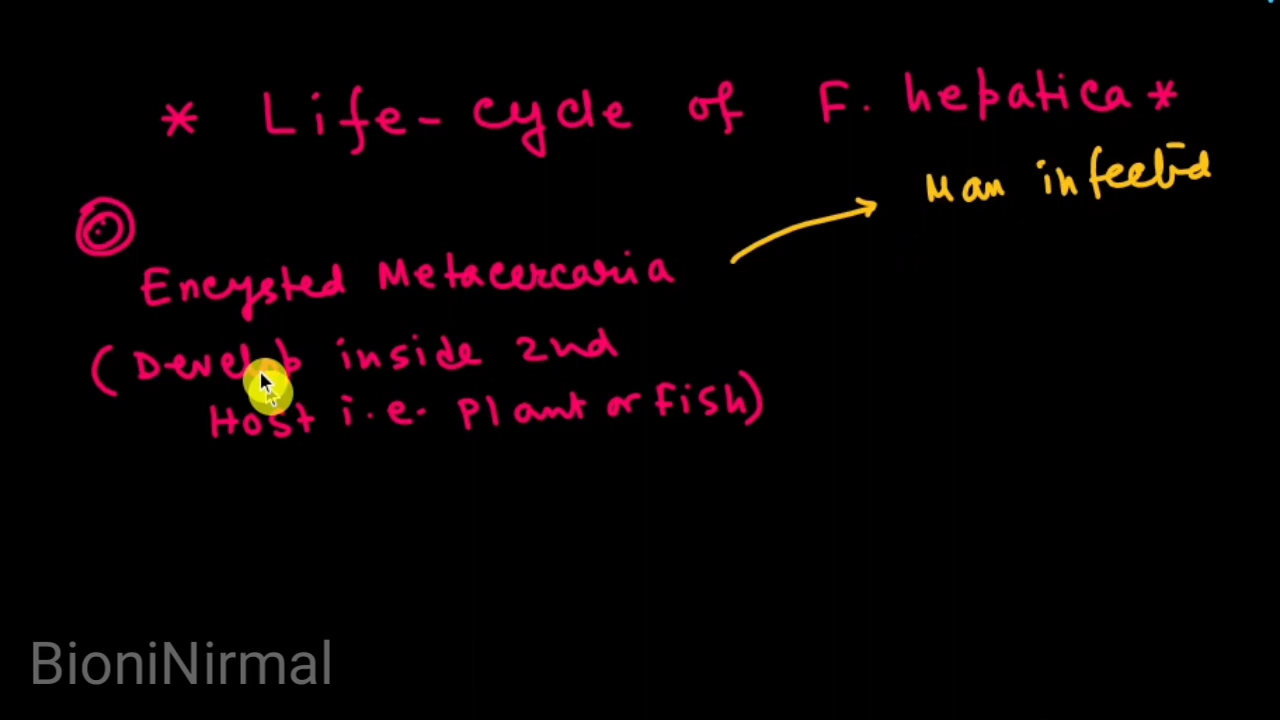 * Life-cycle of F. hepatica *
Man infected
Encysted Metacercaria
(Develop inside 2nd
Host i.e. Plant or fish)
BioniNirmal